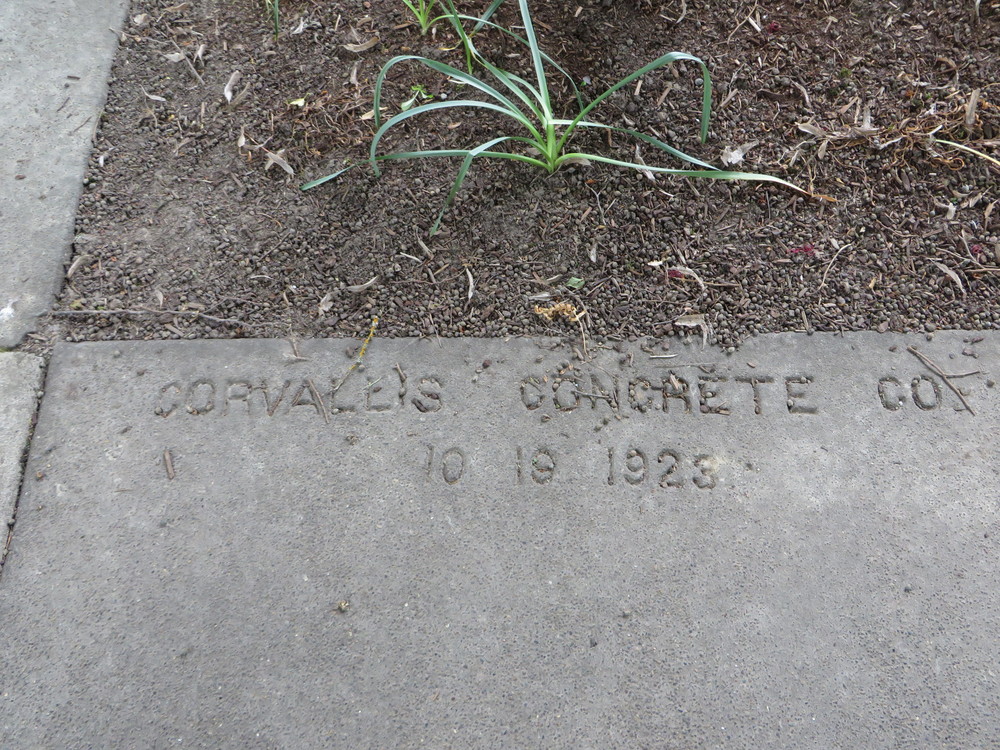 CORVALLIS CONCRETE CO.
10 19 1923